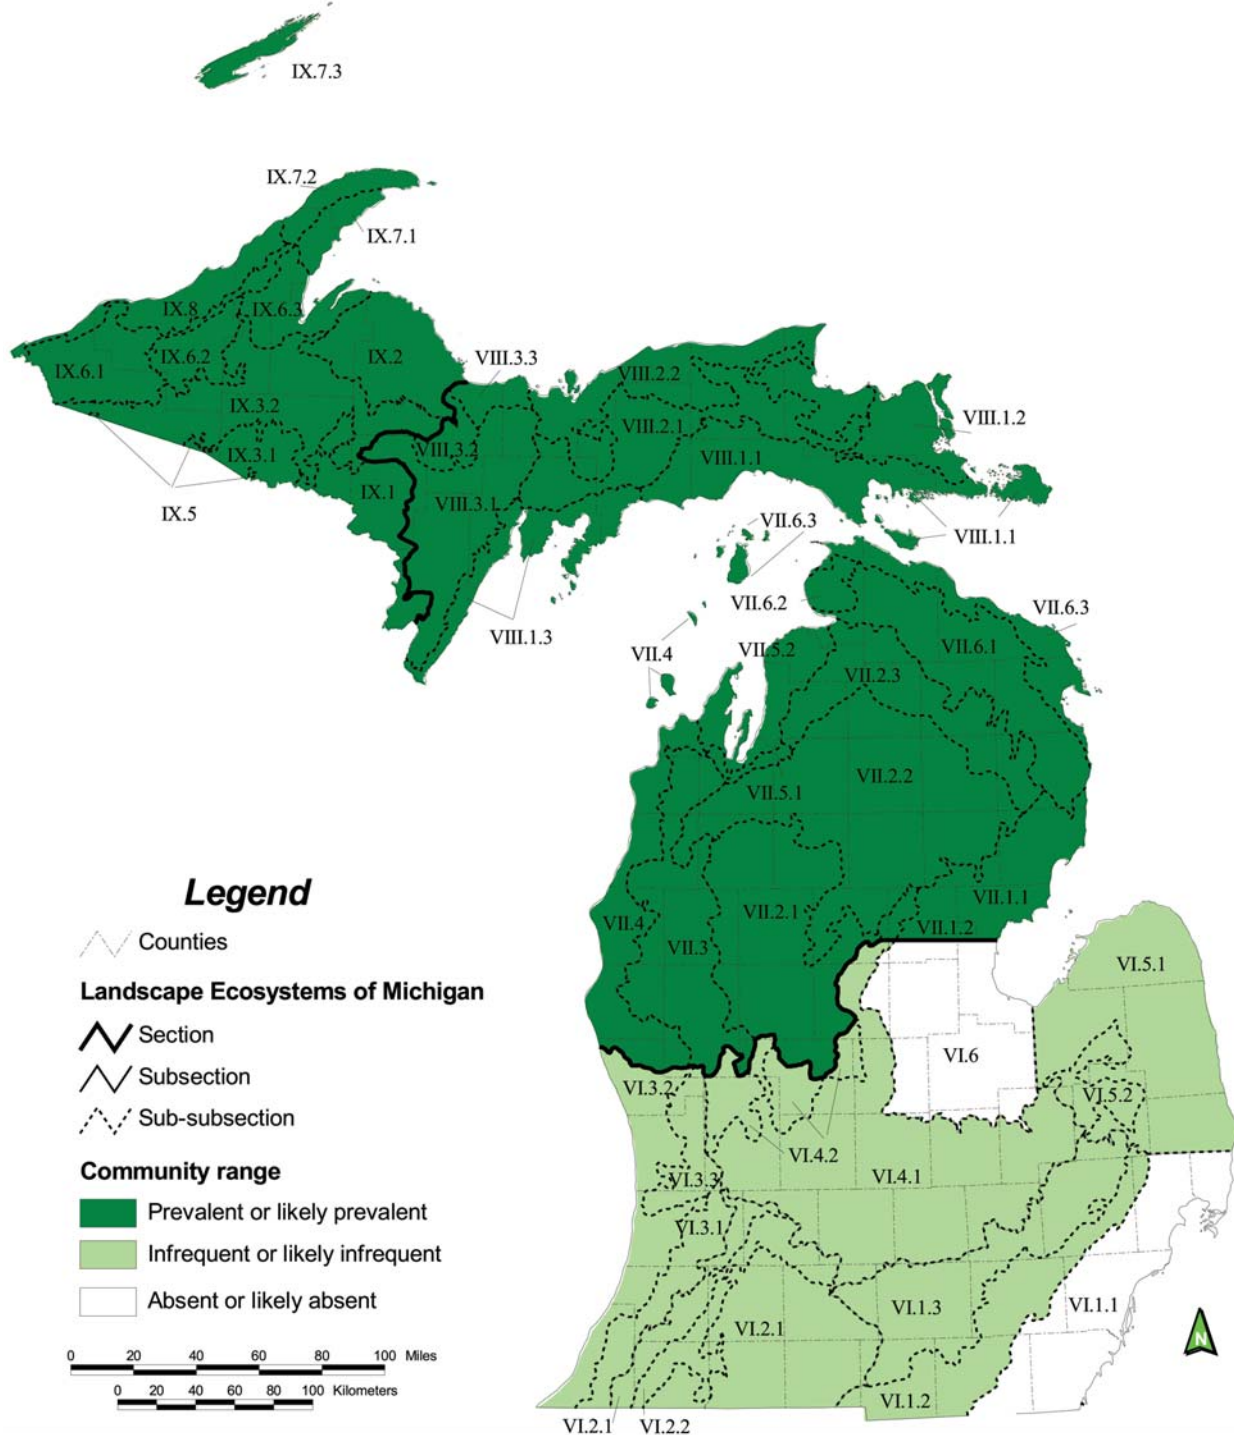 IX.7.3
IX.7.2
IX.7.1
IX.8
IX.6.3
IX.6.2
IX.6.1
IX.2
VIII.3.3
VIII.2.2
IX.3.2
VIII.2.1
VIII.1.2
IX.3.1
VIII.3.2
VIII.1.1
IX.1
VIII.3.1
IX.5
VII.6.3
VIII.1.1
VII.6.2
VII.6.3
VIII.1.3
VII.4
VII.5.2
VII.6.1
VII.2.3
VII.2.2
VII.5.1
VII.1.1
VII.2.1
VII.4
VII.3
VII.1.2
VI.5.1
VI.6
VI.3.2
VI.5.2
VI.4.2
VI.3.3
VI.4.1
VI.3.1
VI.1.3
VI.1.1
VI.2.1
VI.1.2
VI.2.1
VI.2.2
Legend
Counties
Landscape Ecosystems of Michigan
Section
Subsection
Sub-subsection
Community range
Prevalent or likely prevalent
Infrequent or likely infrequent
Absent or likely absent
0 20 40 60 80 100 Miles
0 20 40 60 80 100 Kilometers
N